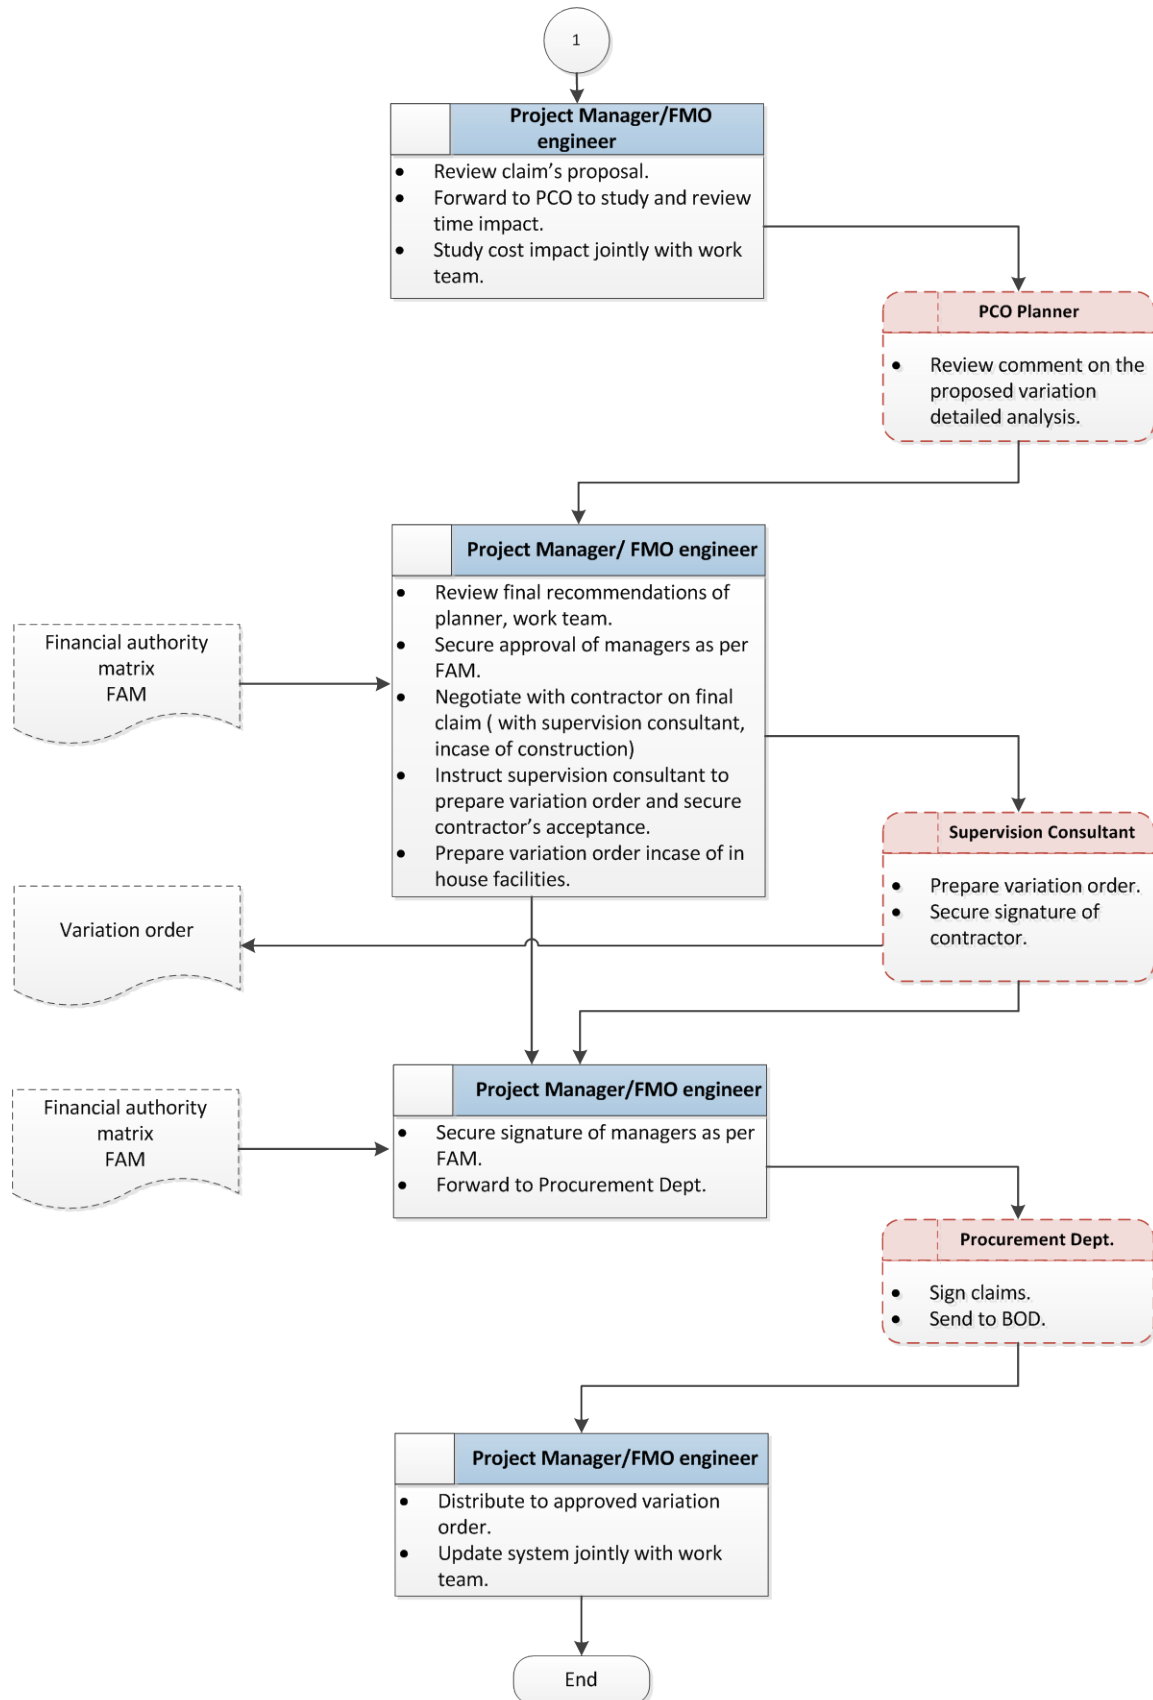 1
Project Manager/FMO
engineer
● Review claim's proposal.
● Forward to PCO to study and review
time impact.
● Study cost impact jointly with work
team.
PCO Planner
● Review comment on the
proposed variation
detailed analysis.
Project Manager/ FMO engineer
● Review final recommendations of
planner, work team.
● Secure approval of managers as per
FAM.
● Negotiate with contractor on final
claim ( with supervision consultant,
incase of construction)
● Instruct supervision consultant to
prepare variation order and secure
contractor's acceptance.
● Prepare variation order incase of in
house facilities.
Financial authority
matrix
FAM
Supervision Consultant
● Prepare variation order.
● Secure signature of
contractor.
Variation order
Project Manager/FMO engineer
● Secure signature of managers as per
FAM.
● Forward to Procurement Dept.
Financial authority
matrix
FAM
Procurement Dept.
● Sign claims.
● Send to BOD.
Project Manager/FMO engineer
● Distribute to approved variation
order.
● Update system jointly with work
team.
End